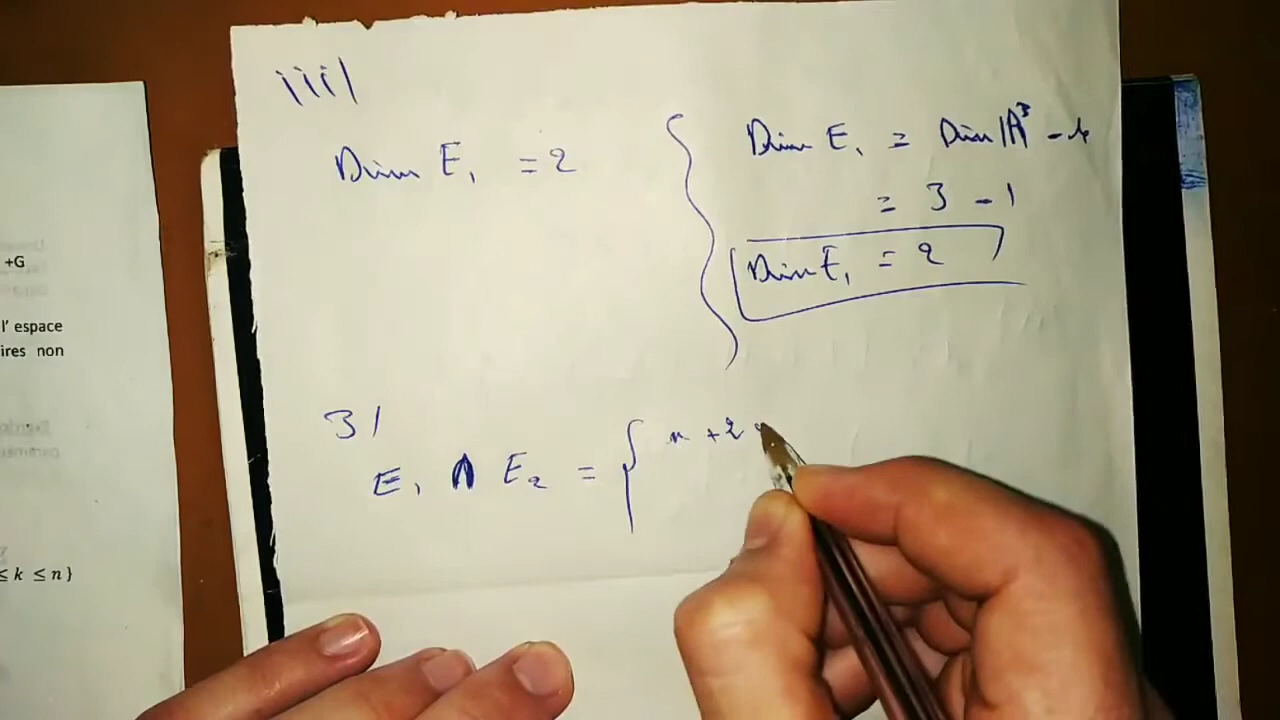 +G
l' espace
ires non
≤ k ≤ n}
iii/
Dim E₁ = 2
Dim E₁ = Dim ℝ³ - 1
= 3 - 1
Dim E₁ = 2
3/
E₁ ∩ E₂ = { x + 2